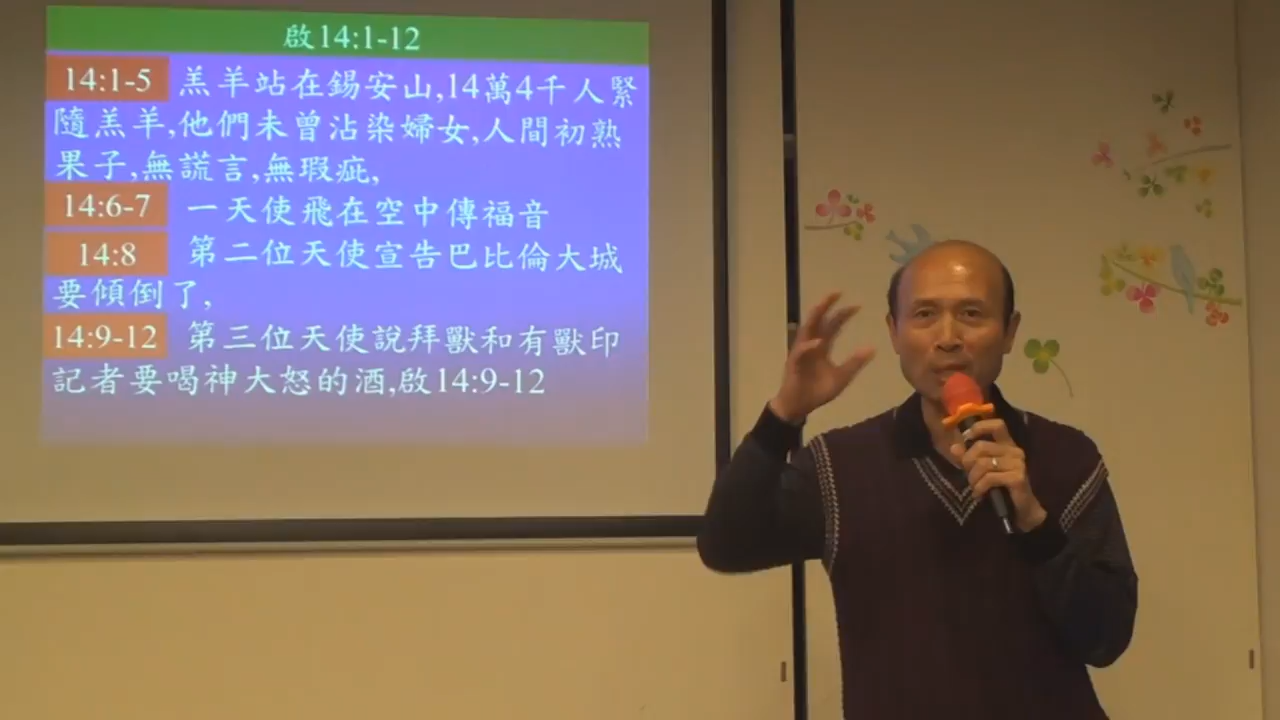 啟14:1-12
14:1-5 羔羊站在錫安山,14萬4千人緊
隨羔羊,他們未曾沾染婦女,人間初熟
果子,無謊言,無瑕疵,
14:6-7 一天使飛在空中傳福音
14:8 第二位天使宣告巴比倫大城
要傾倒了,
14:9-12 第三位天使說拜獸和有獸印
記者要喝神大怒的酒,啟14:9-12